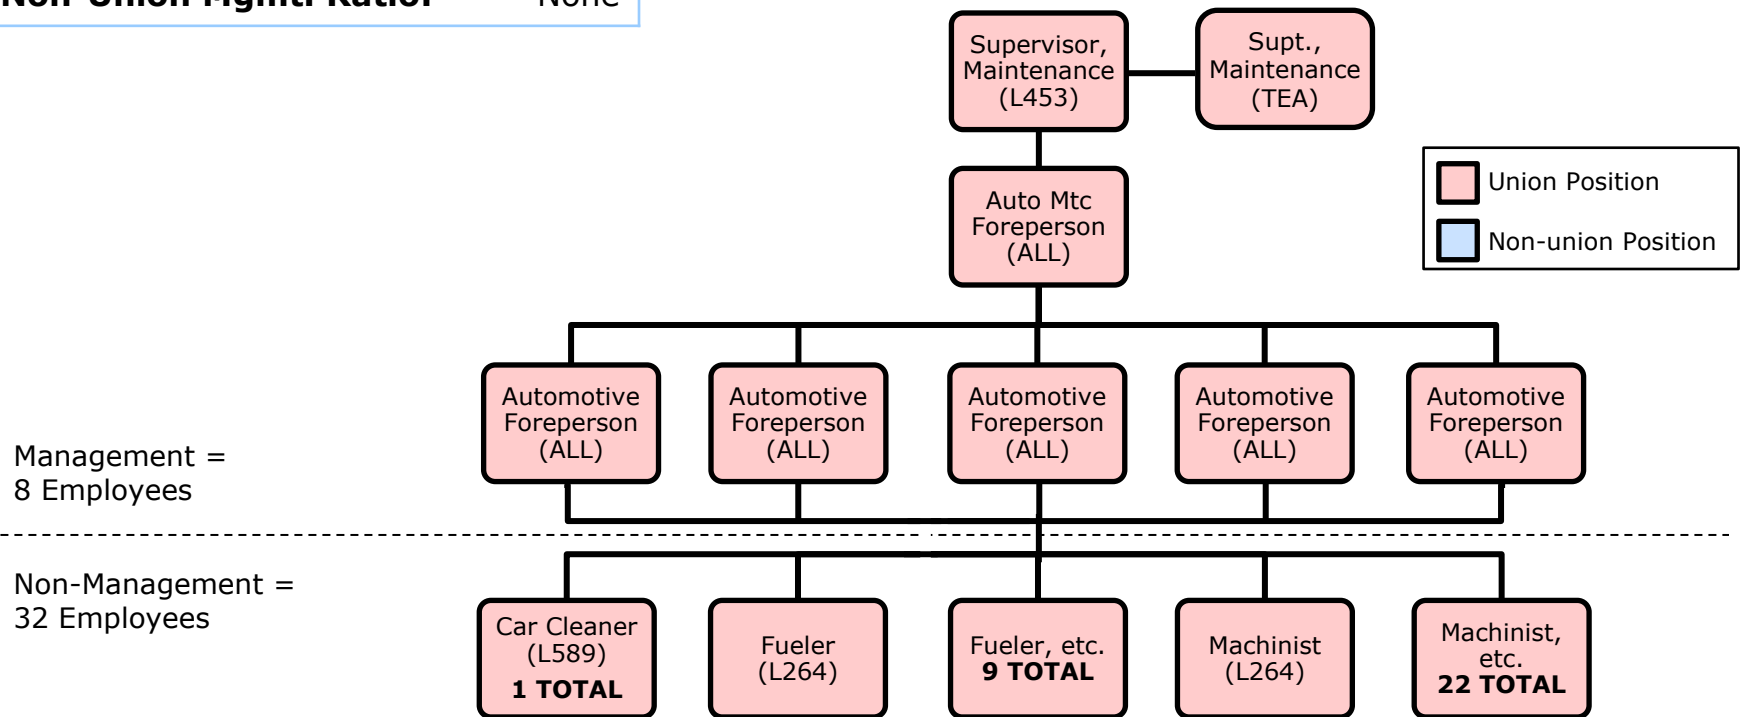 Non-Union Mgmt. Ratio: None
Supervisor,
Maintenance
(L453)
Supt.,
Maintenance
(TEA)
Union Position
Non-union Position
Auto Mtc
Foreperson
(ALL)
Automotive
Foreperson
(ALL)
Automotive
Foreperson
(ALL)
Automotive
Foreperson
(ALL)
Automotive
Foreperson
(ALL)
Automotive
Foreperson
(ALL)
Management =
8 Employees
Non-Management =
32 Employees
Car Cleaner
(L589)
1 TOTAL
Fueler
(L264)
Fueler, etc.
9 TOTAL
Machinist
(L264)
Machinist,
etc.
22 TOTAL